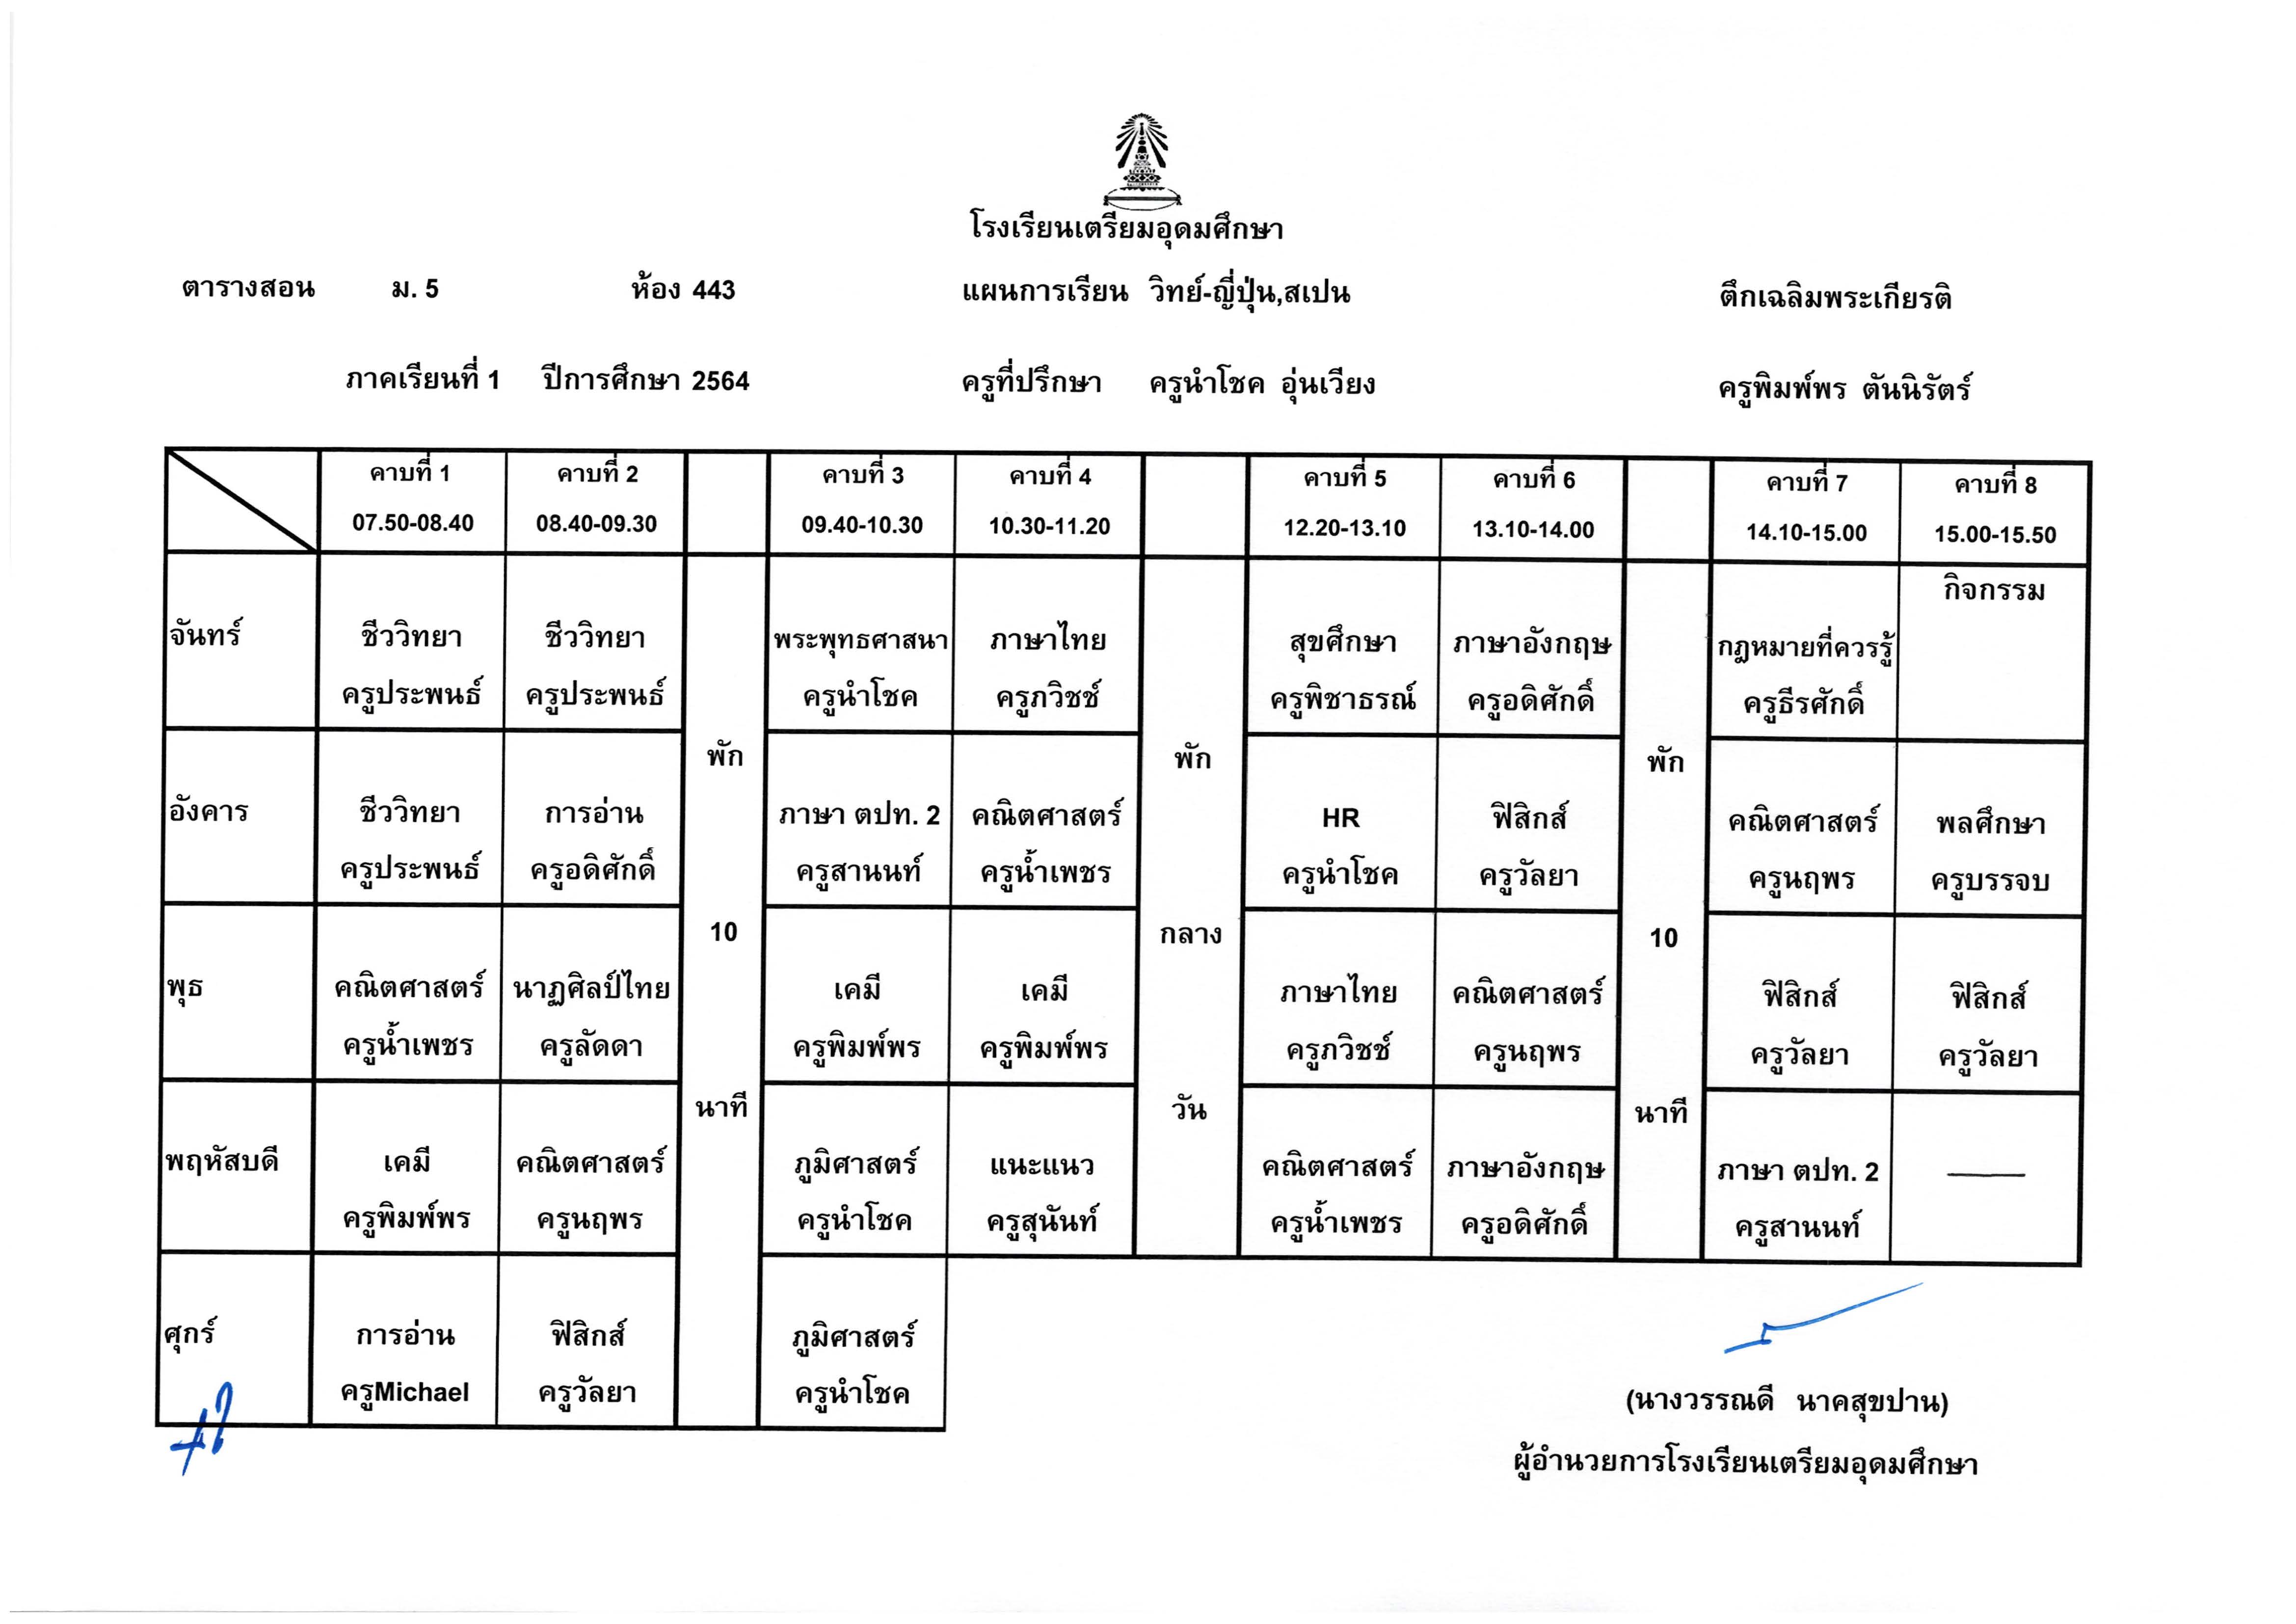 โรงเรียนเตรียมอุดมศึกษา
ตารางสอน ม. 5 ห้อง 443 แผนการเรียน วิทย์-ญี่ปุ่น,สเปน ตึกเฉลิมพระเกียรติ
ภาคเรียนที่ 1 ปีการศึกษา 2564 ครูที่ปรึกษา ครูนำโชค อุ่นเวียง ครูพิมพ์พร ตันนิรัตร์
คาบที่ 1 คาบที่ 2 คาบที่ 3 คาบที่ 4 คาบที่ 5 คาบที่ 6 คาบที่ 7 คาบที่ 8
07.50-08.40 08.40-09.30 09.40-10.30 10.30-11.20 12.20-13.10 13.10-14.00 14.10-15.00 15.00-15.50
กิจกรรม
จันทร์ ชีววิทยา ชีววิทยา พระพุทธศาสนา ภาษาไทย สุขศึกษา ภาษาอังกฤษ กฎหมายที่ควรรู้
ครูประพนธ์ ครูประพนธ์ ครูนำโชค ครูภวิชช์ ครูพิชาธรณ์ ครูอดิศักดิ์ ครูธีรศักดิ์
พัก พัก พัก
อังคาร ชีววิทยา การอ่าน ภาษา ตปท. 2 คณิตศาสตร์ HR ฟิสิกส์ คณิตศาสตร์ พลศึกษา
ครูประพนธ์ ครูอดิศักดิ์ ครูสานนท์ ครูน้ำเพชร ครูนำโชค ครูวัลยา ครูนฤพร ครูบรรจบ
10 กลาง 10
พุธ คณิตศาสตร์ นาฏศิลป์ไทย เคมี เคมี ภาษาไทย คณิตศาสตร์ ฟิสิกส์ ฟิสิกส์
ครูน้ำเพชร ครูลัดดา ครูพิมพ์พร ครูพิมพ์พร ครูภวิชช์ ครูนฤพร ครูวัลยา ครูวัลยา
นาที วัน นาที
พฤหัสบดี เคมี คณิตศาสตร์ ภูมิศาสตร์ แนะแนว คณิตศาสตร์ ภาษาอังกฤษ ภาษา ตปท. 2
ครูพิมพ์พร ครูนฤพร ครูนำโชค ครูสุนันท์ ครูน้ำเพชร ครูอดิศักดิ์ ครูสานนท์
ศุกร์ การอ่าน ฟิสิกส์ ภูมิศาสตร์
ครูMichael ครูวัลยา ครูนำโชค
(นางวรรณดี นาคสุขปาน)
ผู้อำนวยการโรงเรียนเตรียมอุดมศึกษา